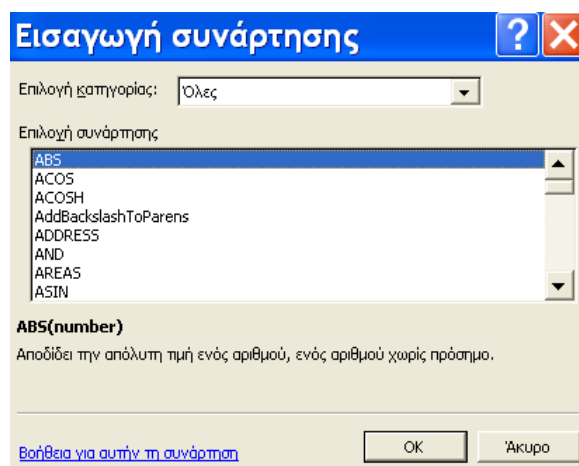 Εισαγωγή συνάρτησης
Επιλογή κατηγορίας: Όλες
Επιλοχή συνάρτησης
ABS
ACOS
ACOSH
AddBackslashToParens
ADDRESS
AND
AREAS
ASIN
ABS(number)
Αποδίδει την απόλυτη τιμή ενός αριθμού, ενός αριθμού χωρίς πρόσημο.
Βοήθεια για αυτήν τη συνάρτηση
OK Άκυρο